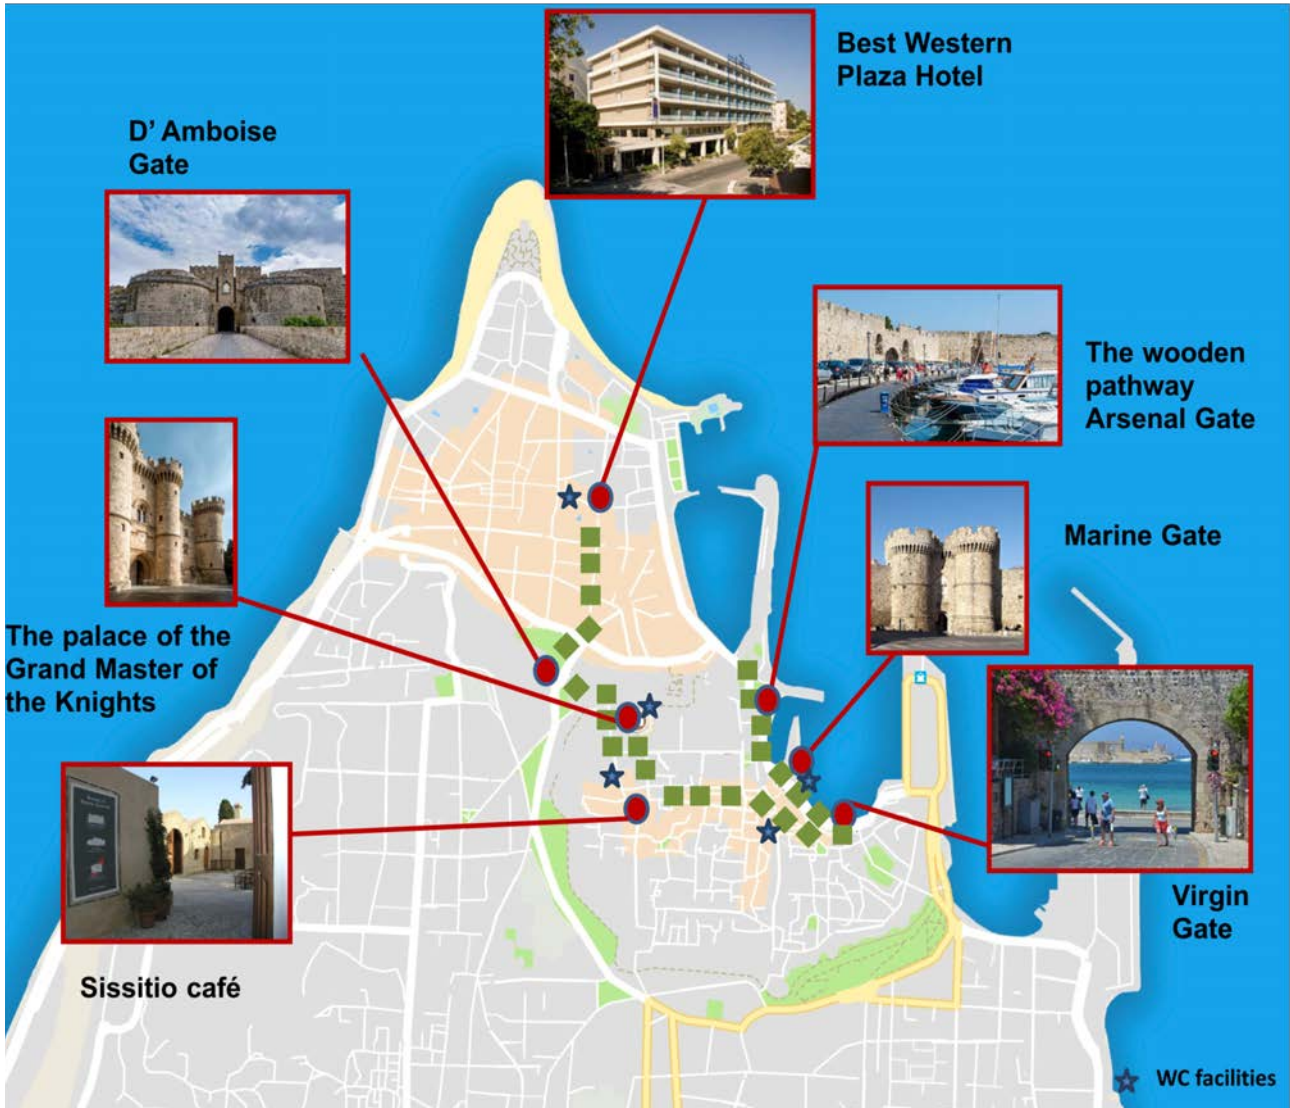 Best Western
Plaza Hotel
D' Amboise
Gate
The wooden
pathway
Arsenal Gate
Marine Gate
The palace of the
Grand Master of
the Knights
Virgin
Gate
Sissitio café
WC facilities